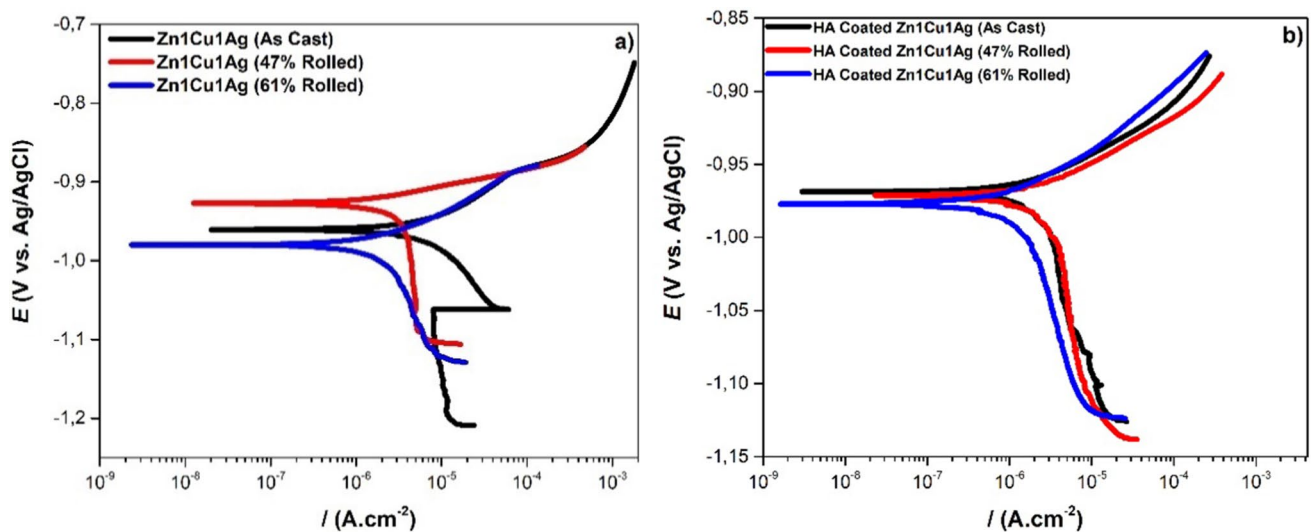 a)
Zn1Cu1Ag (As Cast)
Zn1Cu1Ag (47% Rolled)
Zn1Cu1Ag (61% Rolled)
E (V vs. Ag/AgCl)
-0,7
-0,8
-0,9
-1,0
-1,1
-1,2
10⁻⁹
10⁻⁸
10⁻⁷
10⁻⁶
10⁻⁵
10⁻⁴
10⁻³
I (A.cm⁻²)
b)
HA Coated Zn1Cu1Ag (As Cast)
HA Coated Zn1Cu1Ag (47% Rolled)
HA Coated Zn1Cu1Ag (61% Rolled)
E (V vs. Ag/AgCl)
-0,85
-0,90
-0,95
-1,00
-1,05
-1,10
-1,15
10⁻⁹
10⁻⁸
10⁻⁷
10⁻⁶
10⁻⁵
10⁻⁴
10⁻³
I / (A.cm⁻²)